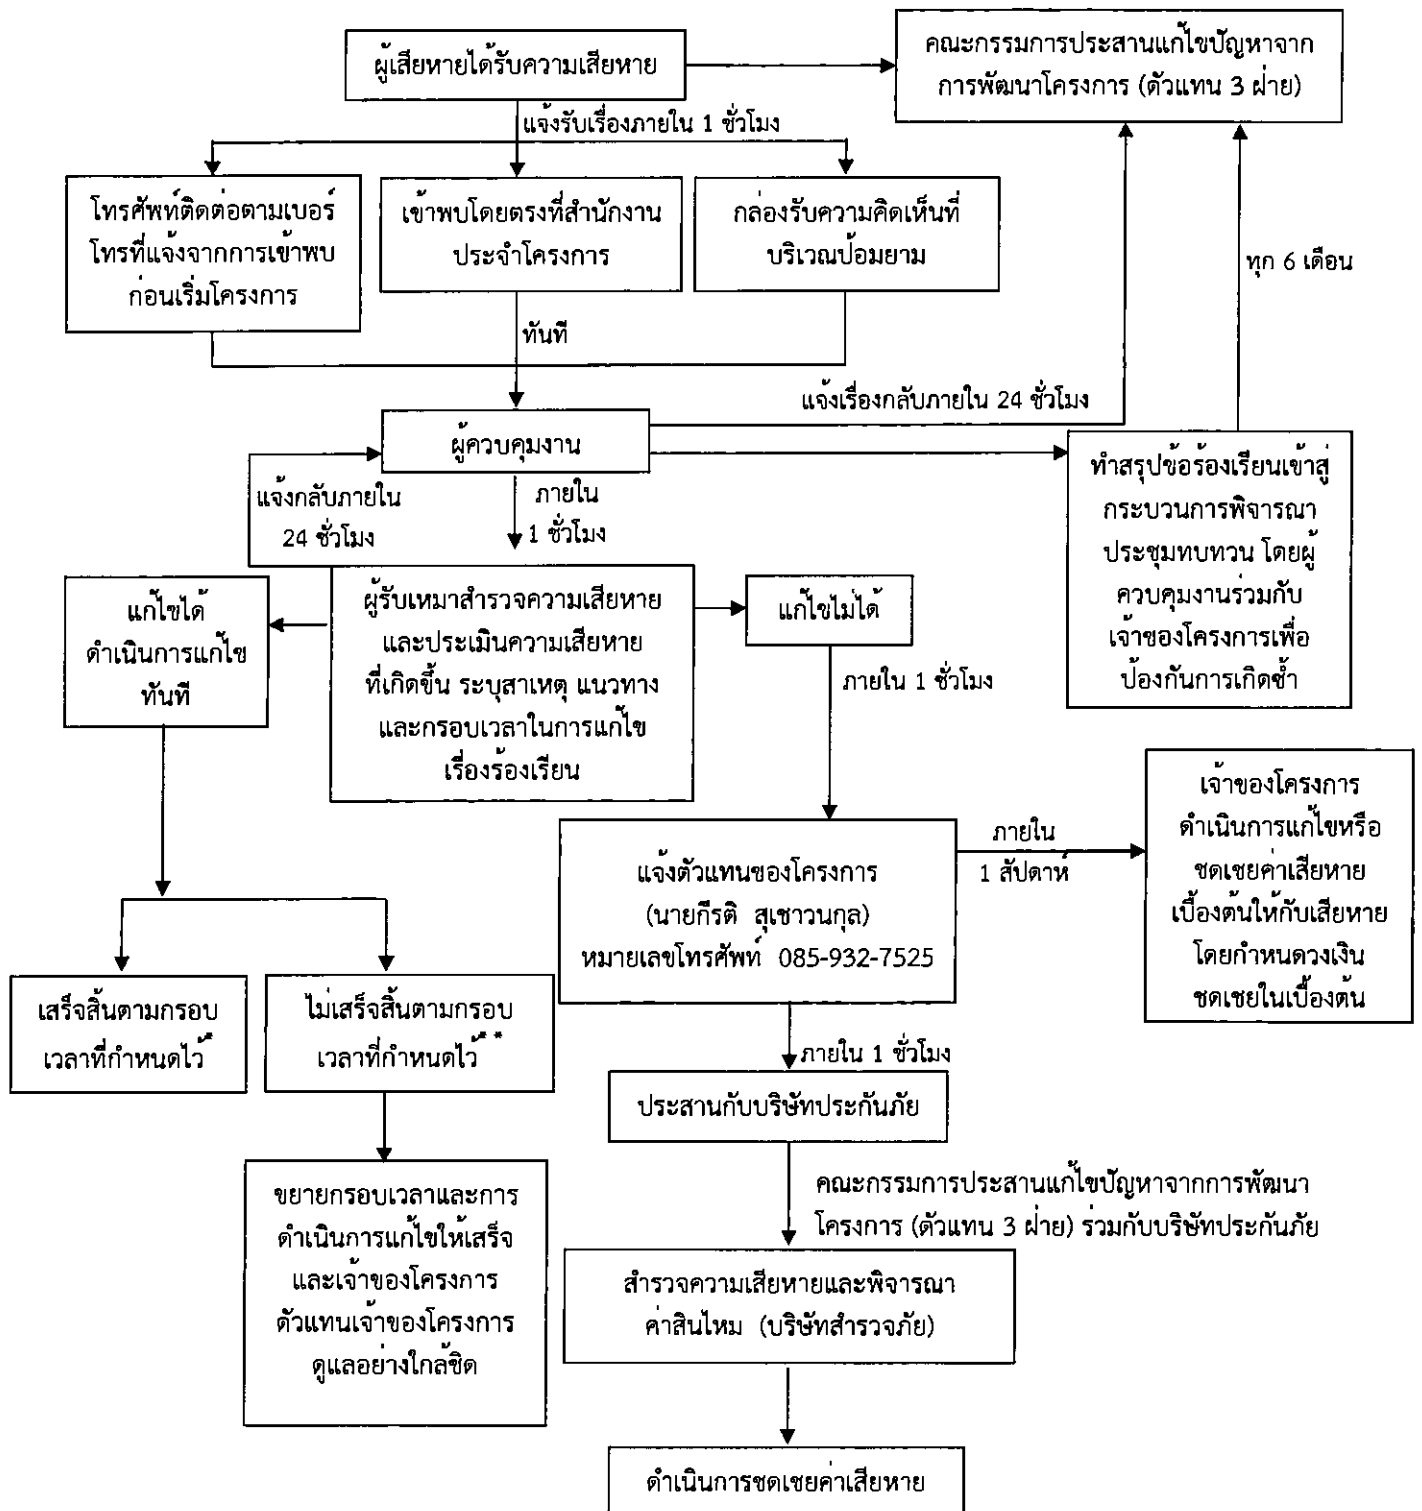 ผู้เสียหายได้รับความเสียหาย
คณะกรรมการประสานแก้ไขปัญหาจาก
การพัฒนาโครงการ (ตัวแทน 3 ฝ่าย)
แจ้งรับเรื่องภายใน 1 ชั่วโมง
โทรศัพท์ติดต่อตามเบอร์
โทรที่แจ้งจากการเข้าพบ
ก่อนเริ่มโครงการ
เข้าพบโดยตรงที่สำนักงาน
ประจำโครงการ
กล่องรับความคิดเห็นที่
บริเวณป้อมยาม
ทุก 6 เดือน
ทันที
แจ้งเรื่องกลับภายใน 24 ชั่วโมง
ผู้ควบคุมงาน
ทำสรุปข้อร้องเรียนเข้าสู่
กระบวนการพิจารณา
ประชุมทบทวน โดยผู้
ควบคุมงานร่วมกับ
เจ้าของโครงการเพื่อ
ป้องกันการเกิดซ้ำ
แจ้งกลับภายใน
24 ชั่วโมง
ภายใน
1 ชั่วโมง
แก้ไขได้
ดำเนินการแก้ไข
ทันที
ผู้รับเหมาสำรวจความเสียหาย
และประเมินความเสียหาย
ที่เกิดขึ้น ระบุสาเหตุ แนวทาง
และกรอบเวลาในการแก้ไข
เรื่องร้องเรียน
แก้ไขไม่ได้
ภายใน 1 ชั่วโมง
แจ้งตัวแทนของโครงการ
(นายกีรติ สุเชาวนกุล)
หมายเลขโทรศัพท์ 085-932-7525
ภายใน
1 สัปดาห์
เจ้าของโครงการ
ดำเนินการแก้ไขหรือ
ชดเชยค่าเสียหาย
เบื้องต้นให้กับเสียหาย
โดยกำหนดวงเงิน
ชดเชยในเบื้องต้น
เสร็จสิ้นตามกรอบ
เวลาที่กำหนดไว้*
ไม่เสร็จสิ้นตามกรอบ
เวลาที่กำหนดไว้**
ภายใน 1 ชั่วโมง
ประสานกับบริษัทประกันภัย
คณะกรรมการประสานแก้ไขปัญหาจากการพัฒนา
โครงการ (ตัวแทน 3 ฝ่าย) ร่วมกับบริษัทประกันภัย
ขยายกรอบเวลาและการ
ดำเนินการแก้ไขให้เสร็จ
และเจ้าของโครงการ
ตัวแทนเจ้าของโครงการ
ดูแลอย่างใกล้ชิด
สำรวจความเสียหายและพิจารณา
ค่าสินไหม (บริษัทสำรวจภัย)
ดำเนินการชดเชยค่าเสียหาย